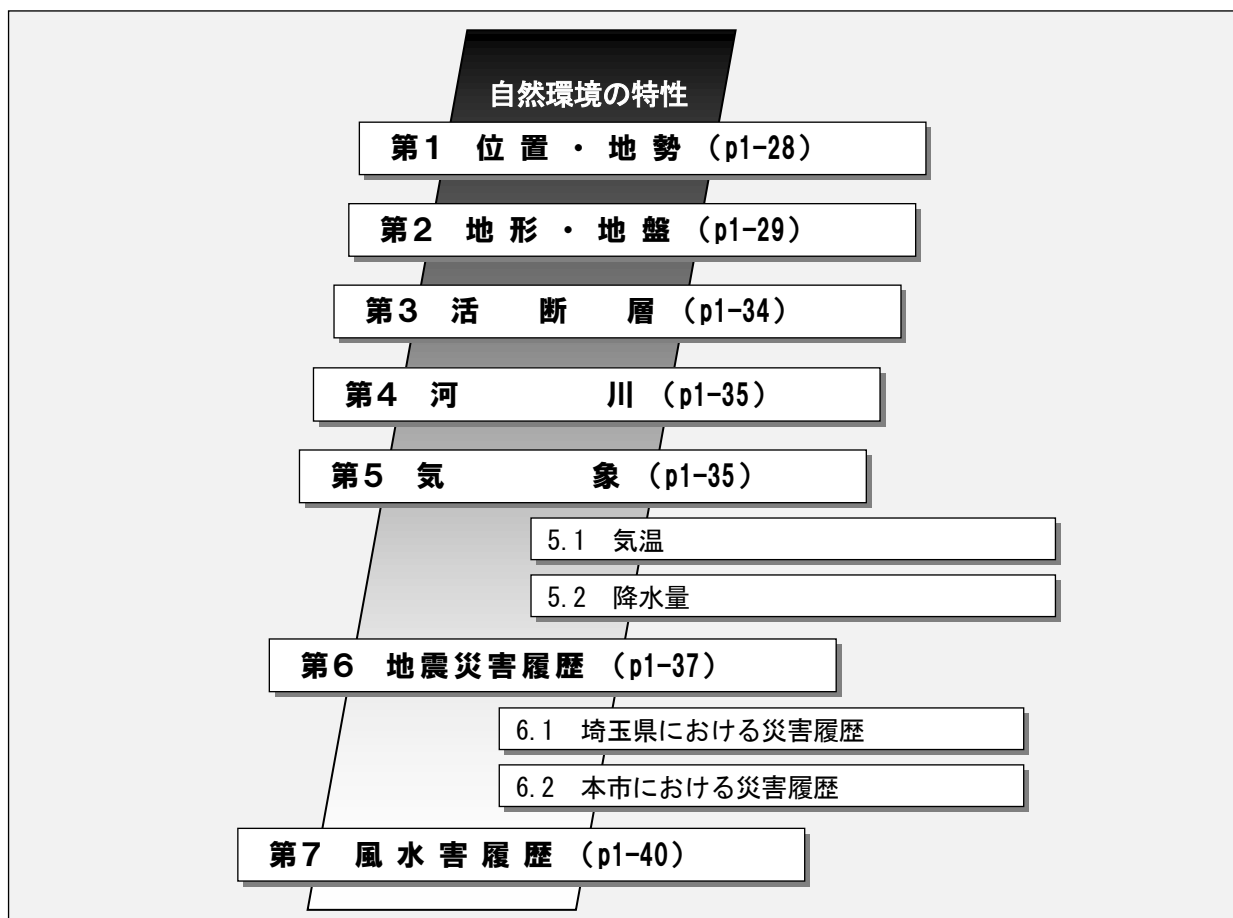 自然環境の特性
第1 位置・地勢 (p1-28)
第2 地形・地盤 (p1-29)
第3 活断層 (p1-34)
第4 河川 (p1-35)
第5 気象 (p1-35)
5.1 気温
5.2 降水量
第6 地震災害履歴 (p1-37)
6.1 埼玉県における災害履歴
6.2 本市における災害履歴
第7 風水害履歴 (p1-40)